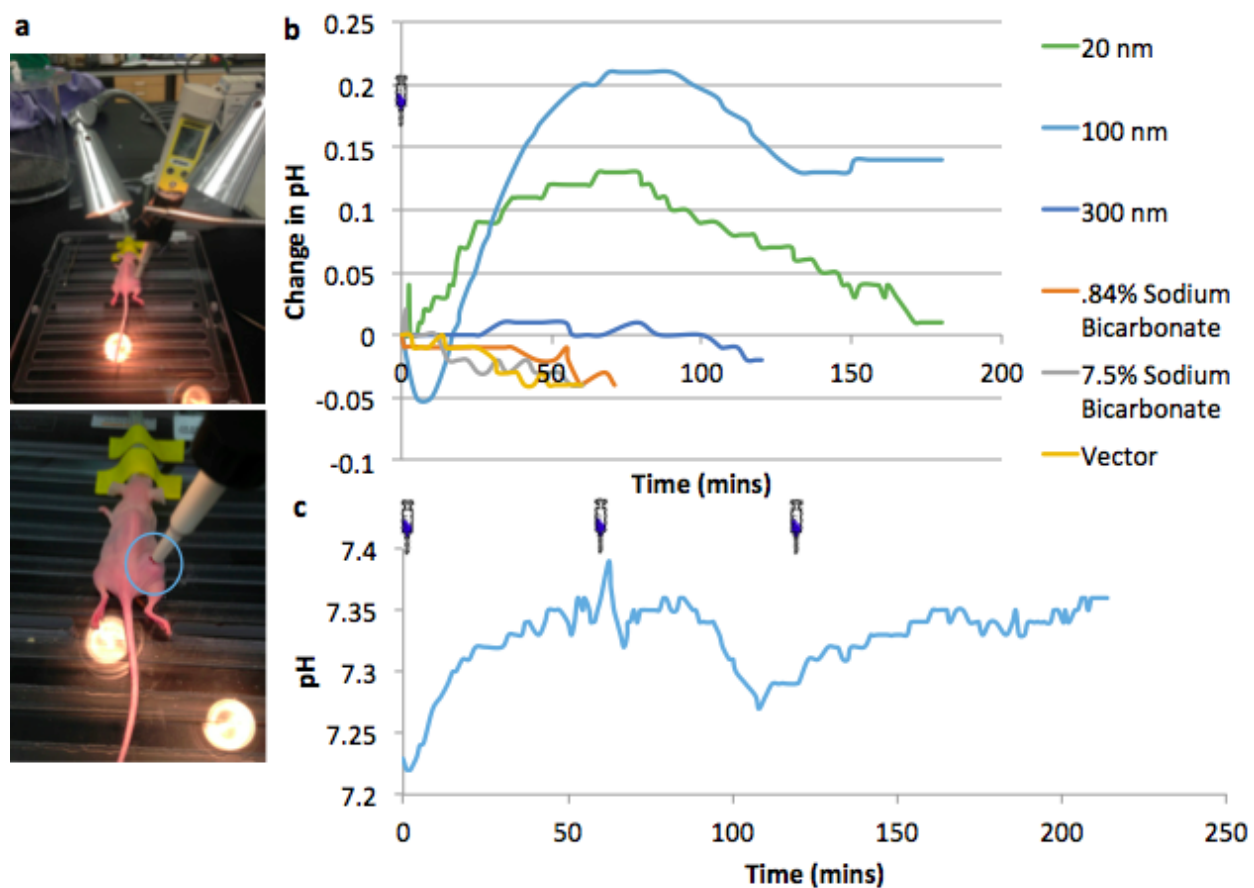 a
b
0.25
0.2
0.15
0.1
0.05
0
-0.05
-0.1
Change in pH
0 50 100 150 200
Time (mins)
20 nm
100 nm
300 nm
.84% Sodium
Bicarbonate
7.5% Sodium
Bicarbonate
Vector
c
7.4
7.35
7.3
7.25
7.2
pH
0 50 100 150 200 250
Time (mins)